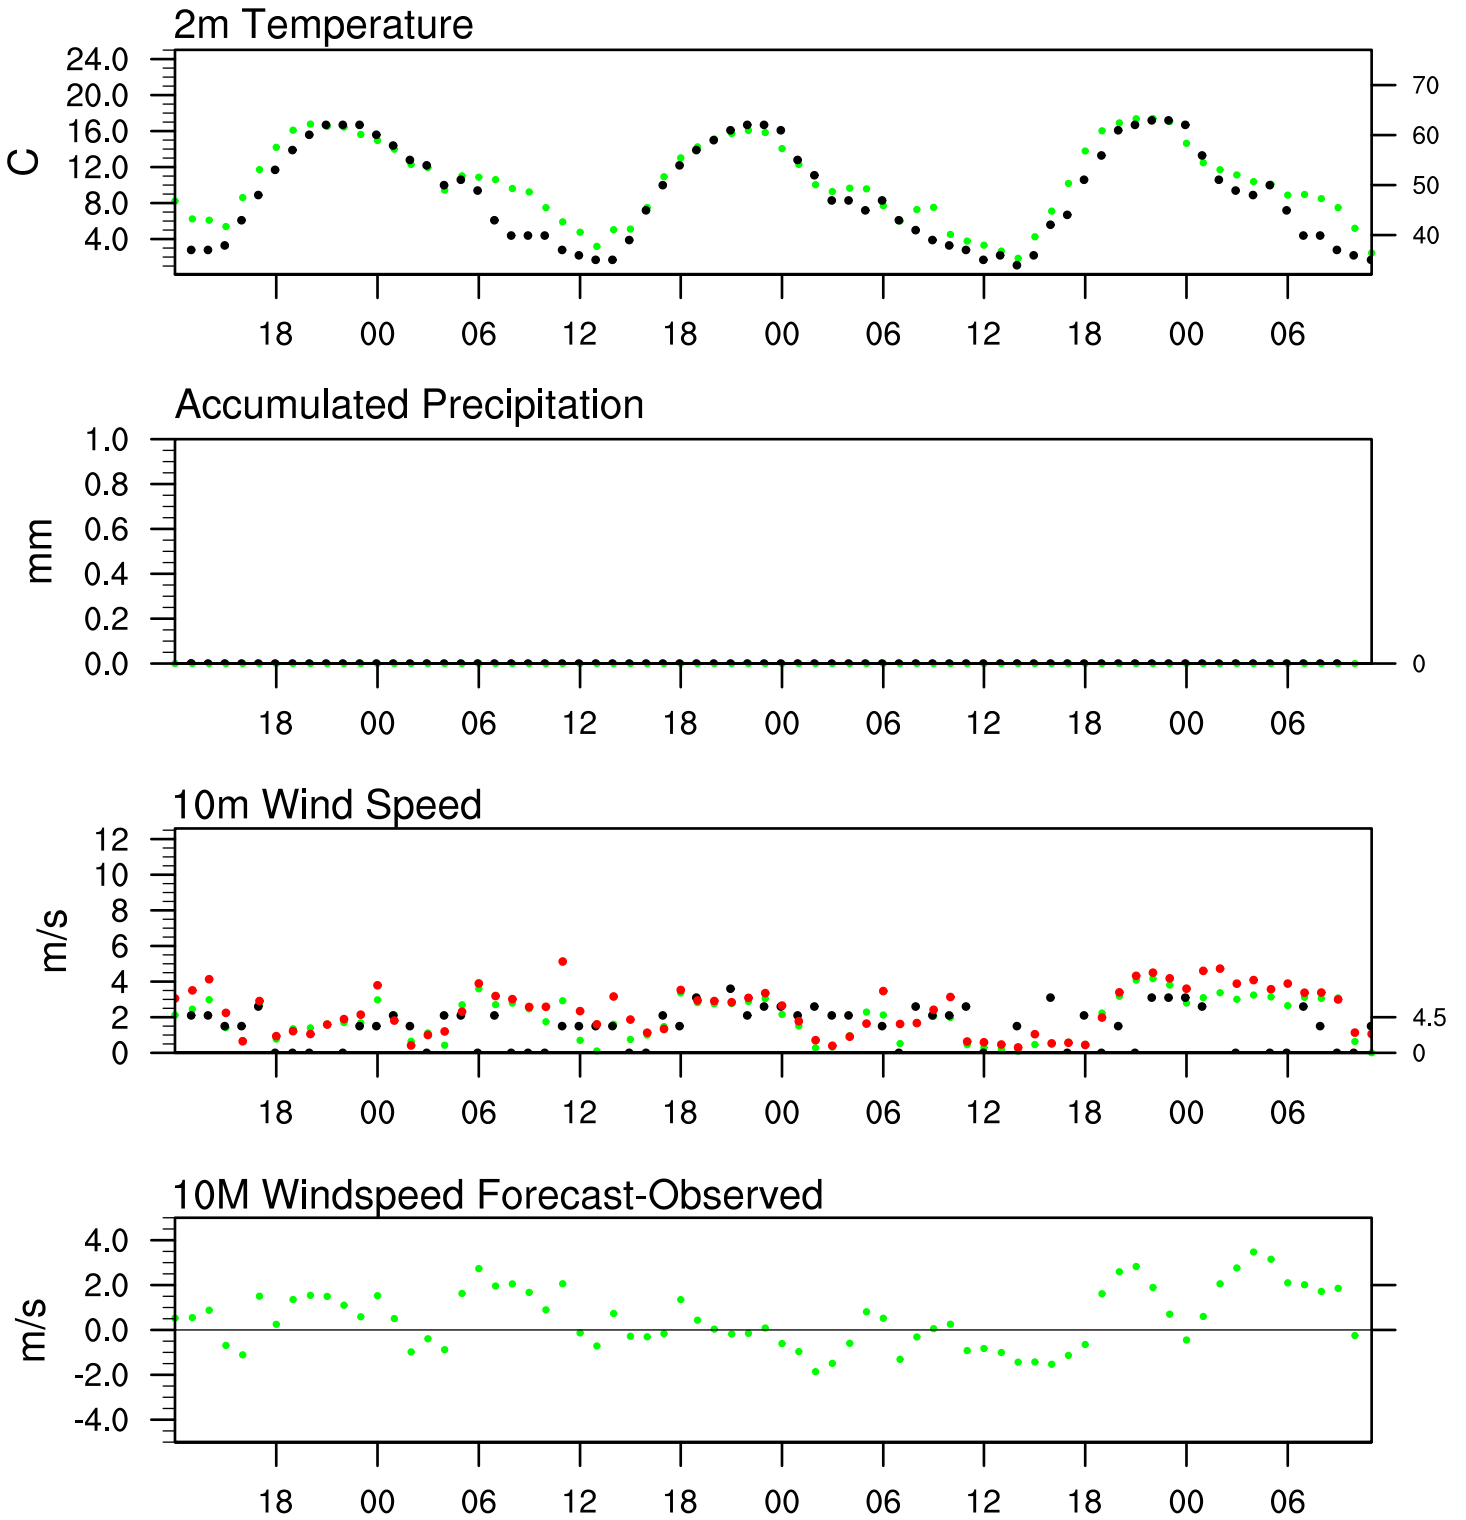 2m Temperature
24.0
20.0
16.0
12.0
8.0
4.0
C
70
60
50
40
18 00 06 12 18 00 06 12 18 00 06
Accumulated Precipitation
1.0
0.8
0.6
0.4
0.2
0.0
mm
0
18 00 06 12 18 00 06 12 18 00 06
10m Wind Speed
12
10
8
6
4
2
0
m/s
4.5
0
18 00 06 12 18 00 06 12 18 00 06
10M Windspeed Forecast-Observed
4.0
2.0
0.0
-2.0
-4.0
m/s
18 00 06 12 18 00 06 12 18 00 06